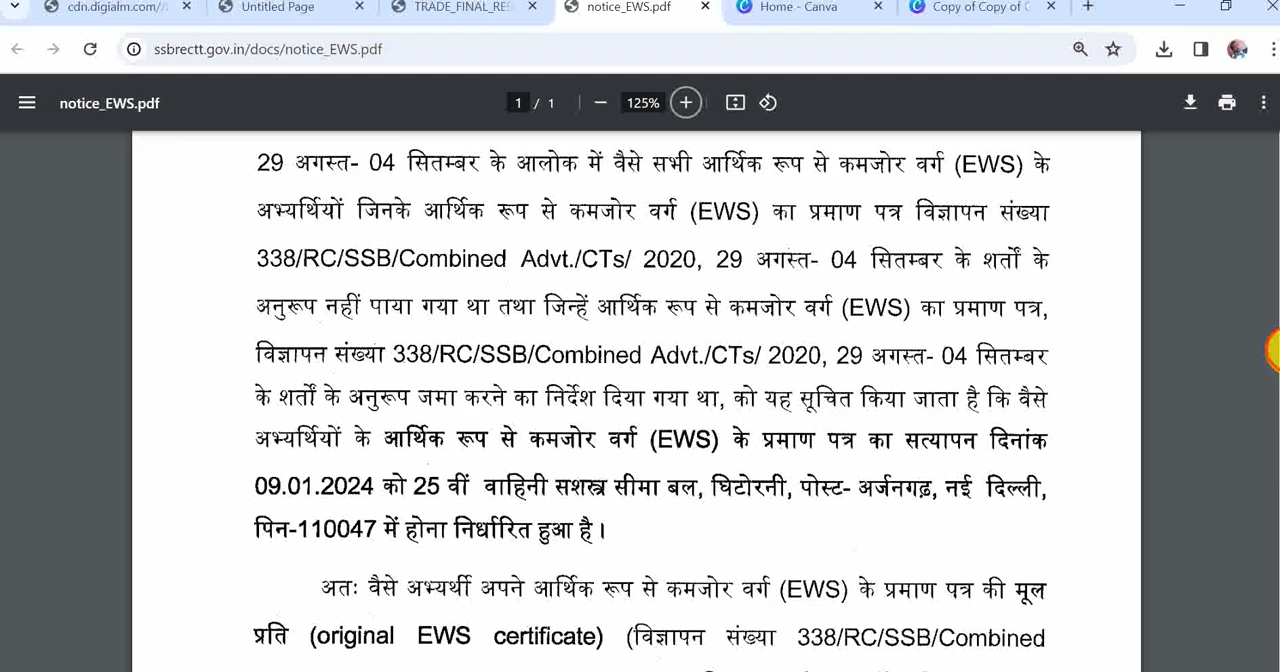 cdn.digialm.com//
Untitled Page
TRADE_FINAL_RES
notice_EWS.pdf
Home - Canva
Copy of Copy of C
ssbrectt.gov.in/docs/notice_EWS.pdf
notice_EWS.pdf
1 / 1
125%
29 अगस्त- 04 सितम्बर के आलोक में वैसे सभी आर्थिक रूप से कमजोर वर्ग (EWS) के
अभ्यर्थियों जिनके आर्थिक रूप से कमजोर वर्ग (EWS) का प्रमाण पत्र विज्ञापन संख्या
338/RC/SSB/Combined Advt./CTs/ 2020, 29 अगस्त- 04 सितम्बर के शर्तों के
अनुरूप नहीं पाया गया था तथा जिन्हें आर्थिक रूप से कमजोर वर्ग (EWS) का प्रमाण पत्र,
विज्ञापन संख्या 338/RC/SSB/Combined Advt./CTs/ 2020, 29 अगस्त- 04 सितम्बर
के शर्तों के अनुरूप जमा करने का निर्देश दिया गया था, को यह सूचित किया जाता है कि वैसे
अभ्यर्थियों के आर्थिक रूप से कमजोर वर्ग (EWS) के प्रमाण पत्र का सत्यापन दिनांक
09.01.2024 को 25 वीं वाहिनी सशस्त्र सीमा बल, घिटोरनी, पोस्ट- अर्जनगढ़, नई दिल्ली,
पिन-110047 में होना निर्धारित हुआ है।
अतः वैसे अभ्यर्थी अपने आर्थिक रूप से कमजोर वर्ग (EWS) के प्रमाण पत्र की मूल
प्रति (original EWS certificate) (विज्ञापन संख्या 338/RC/SSB/Combined